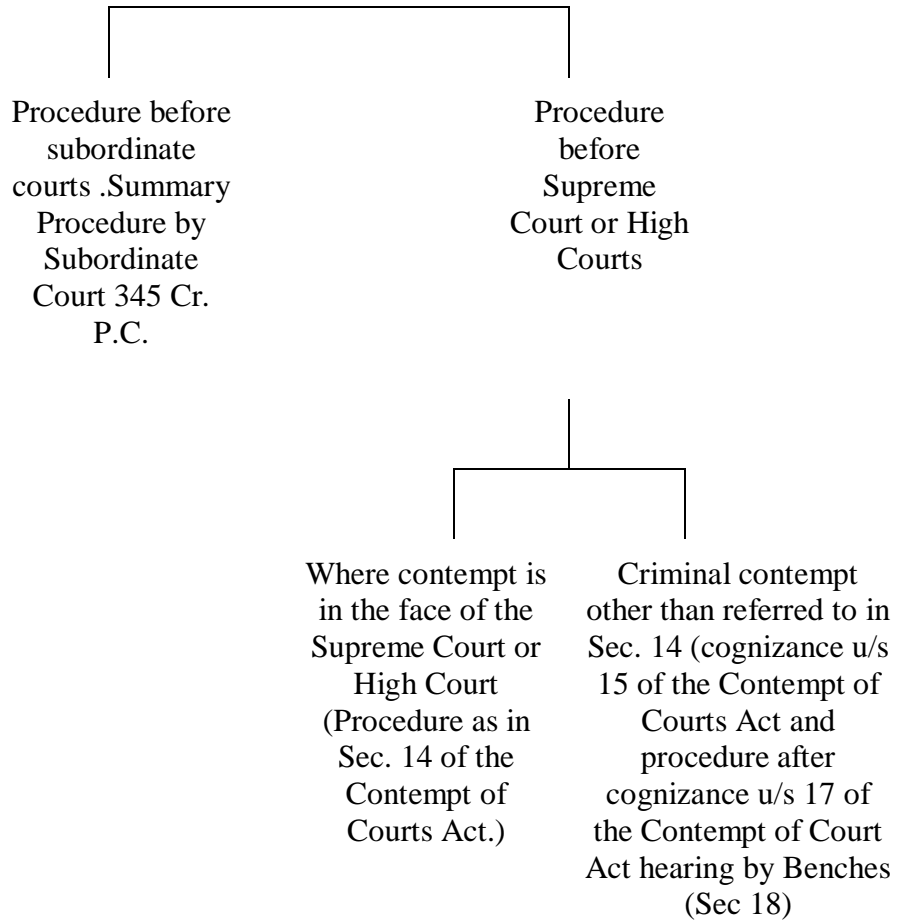 Procedure before
subordinate
courts .Summary
Procedure by
Subordinate
Court 345 Cr.
P.C.
Procedure
before
Supreme
Court or High
Courts
Where contempt is
in the face of the
Supreme Court or
High Court
(Procedure as in
Sec. 14 of the
Contempt of
Courts Act.)
Criminal contempt
other than referred to in
Sec. 14 (cognizance u/s
15 of the Contempt of
Courts Act and
procedure after
cognizance u/s 17 of
the Contempt of Court
Act hearing by Benches
(Sec 18)